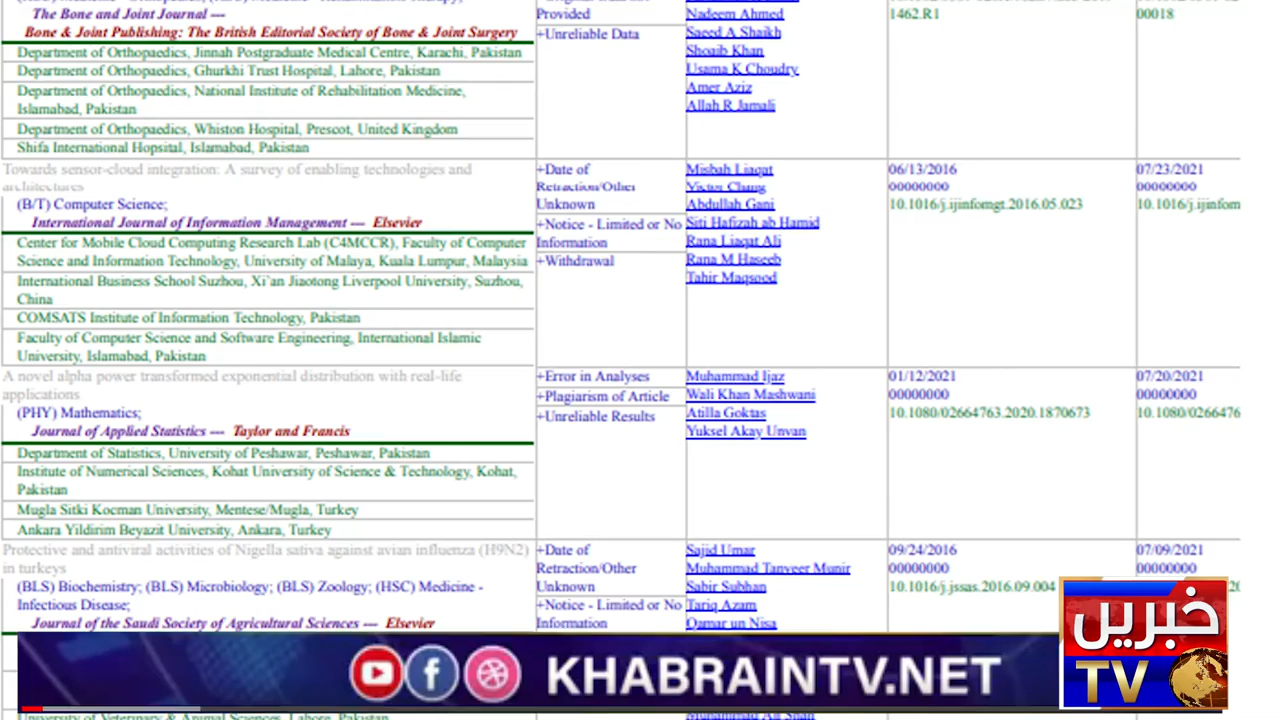 The Bone and Joint Journal ---
Bone & Joint Publishing: The British Editorial Society of Bone & Joint Surgery
Department of Orthopaedics, Jinnah Postgraduate Medical Centre, Karachi, Pakistan
Department of Orthopaedics, Ghurkhi Trust Hospital, Lahore, Pakistan
Department of Orthopaedics, National Institute of Rehabilitation Medicine,
Islamabad, Pakistan
Department of Orthopaedics, Whiston Hospital, Prescot, United Kingdom
Shifa International Hopsital, Islamabad, Pakistan
Provided
+Unreliable Data
Nadeem Ahmed
Saeed A Shaikh
Shoaib Khan
Usama K Choudry
Amer Aziz
Allah R Jamali
1462.R1
00018
Towards sensor-cloud integration: A survey of enabling technologies and
architectures
(B/T) Computer Science;
International Journal of Information Management --- Elsevier
Center for Mobile Cloud Computing Research Lab (C4MCCR), Faculty of Computer
Science and Information Technology, University of Malaya, Kuala Lumpur, Malaysia
International Business School Suzhou, Xi`an Jiaotong Liverpool University, Suzhou,
China
COMSATS Institute of Information Technology, Pakistan
Faculty of Computer Science and Software Engineering, International Islamic
University, Islamabad, Pakistan
+Date of
Retraction/Other
Unknown
+Notice - Limited or No
Information
+Withdrawal
Misbah Liaqat
Victor Chang
Abdullah Gani
Siti Hafizah ab Hamid
Rana Liaqat Ali
Rana M Haseeb
Tahir Maqsood
06/13/2016
00000000
10.1016/j.ijinfomgt.2016.05.023
07/23/2021
00000000
10.1016/j.ijinfom
A novel alpha power transformed exponential distribution with real-life
applications
(PHY) Mathematics;
Journal of Applied Statistics --- Taylor and Francis
Department of Statistics, University of Peshawar, Peshawar, Pakistan
Institute of Numerical Sciences, Kohat University of Science & Technology, Kohat,
Pakistan
Mugla Sitki Kocman University, Mentese/Mugla, Turkey
Ankara Yildirim Beyazit University, Ankara, Turkey
+Error in Analyses
+Plagiarism of Article
+Unreliable Results
Muhammad Ijaz
Wali Khan Mashwani
Atilla Goktas
Yuksel Akay Unvan
01/12/2021
00000000
10.1080/02664763.2020.1870673
07/20/2021
00000000
10.1080/0266476
Protective and antiviral activities of Nigella sativa against avian influenza (H9N2)
in turkeys
(BLS) Biochemistry; (BLS) Microbiology; (BLS) Zoology; (HSC) Medicine -
Infectious Disease;
Journal of the Saudi Society of Agricultural Sciences --- Elsevier
+Date of
Retraction/Other
Unknown
+Notice - Limited or No
Information
Sajid Umar
Muhammad Tanveer Munir
Sabir Subhan
Tariq Azam
Qamar un Nisa
09/24/2016
00000000
10.1016/j.jssas.2016.09.004
07/09/2021
00000000
خبریں
TV
KHABRAINTV.NET
University of Veterinary & Animal Sciences, Lahore, Pakistan